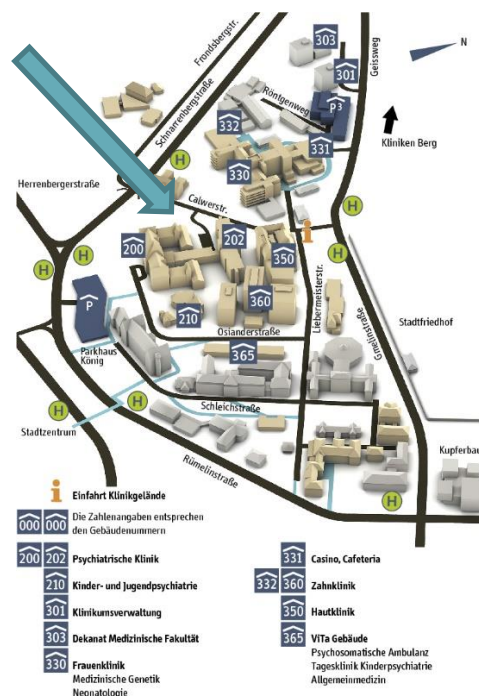 303
301
Geissweg
N
Frondsbergstr.
Schnarrenbergstraße
Röntgenweg
P3
332
331
Kliniken Berg
H
330
Herrenbergerstraße
Calwerstr.
H
H
H
200
202
350
i
H
P
210
360
Liebermeisterstr.
Gmelinstraße
Stadtfriedhof
Osianderstraße
Parkhaus
König
365
H
H
Schleichstraße
Stadtzentrum
Rümelinstraße
Kupferbau
H
i Einfahrt Klinikgelände
000 000 Die Zahlenangaben entsprechen
den Gebäudenummern
200 202 Psychiatrische Klinik
210 Kinder- und Jugendpsychiatrie
301 Klinikumsverwaltung
303 Dekanat Medizinische Fakultät
330 Frauenklinik
Medizinische Genetik
Neonatologie
331 Casino, Cafeteria
332 360 Zahnklinik
350 Hautklinik
365 ViTa Gebäude
Psychosomatische Ambulanz
Tagesklinik Kinderpsychiatrie
Allgemeinmedizin